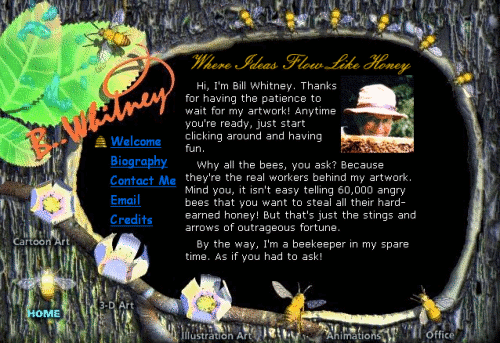 Where Ideas Flow Like Honey
B. Whitney
Hi, I'm Bill Whitney. Thanks
for having the patience to
wait for my artwork! Anytime
you're ready, just start
clicking around and having
fun.
Why all the bees, you ask? Because
they're the real workers behind my artwork.
Mind you, it isn't easy telling 60,000 angry
bees that you want to steal all their hard-
earned honey! But that's just the stings and
arrows of outrageous fortune.
By the way, I'm a beekeeper in my spare
time. As if you had to ask!
Welcome
Biography
Contact Me
Email
Credits
Cartoon Art
HOME
3-D Art
Illustration Art
Animations
Office